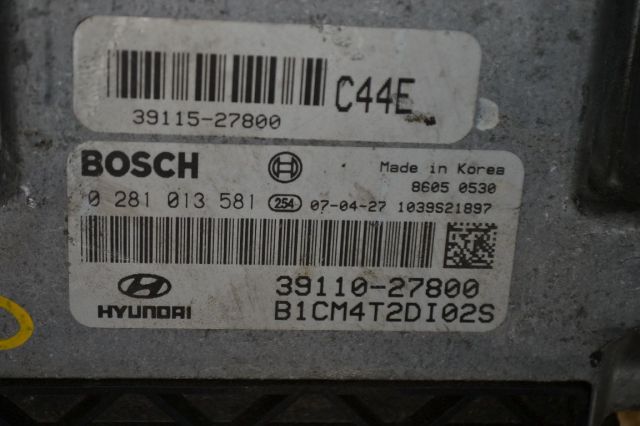 C44E
39115-27800
BOSCH
Made in Korea
8605 0530
0 281 013 581 254 07-04-27 1039S21897
39110-27800
HYUNDAI
B1CM4T2DI02S